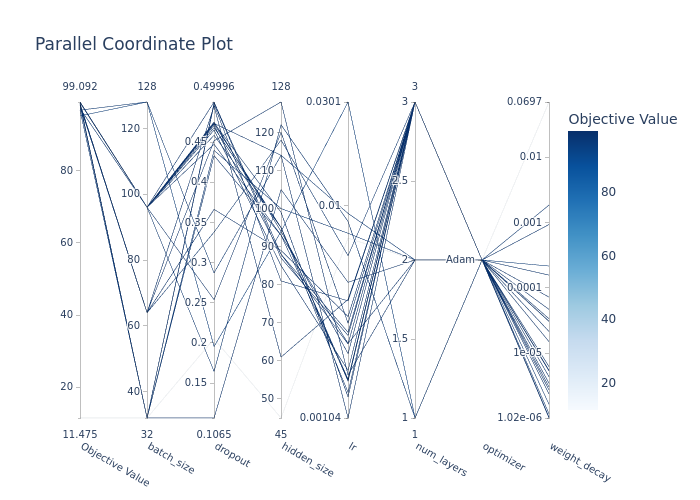 Parallel Coordinate Plot
99.092 128 0.49996 128 0.0301 3 0.0697
Objective Value
120 80 60 40 20
100 80 60 40
0.45 0.4 0.35 0.3 0.25 0.2 0.15
120 110 100 90 80 70 60 50
0.01
3 2.5 2 1.5 1
Adam
0.01 0.001 0.0001 1e-05
80 60 40 20
11.475 32 0.1065 45 0.00104 1 1.02e-06
Objective Value
batch_size
dropout
hidden_size
lr
num_layers
optimizer
weight_decay